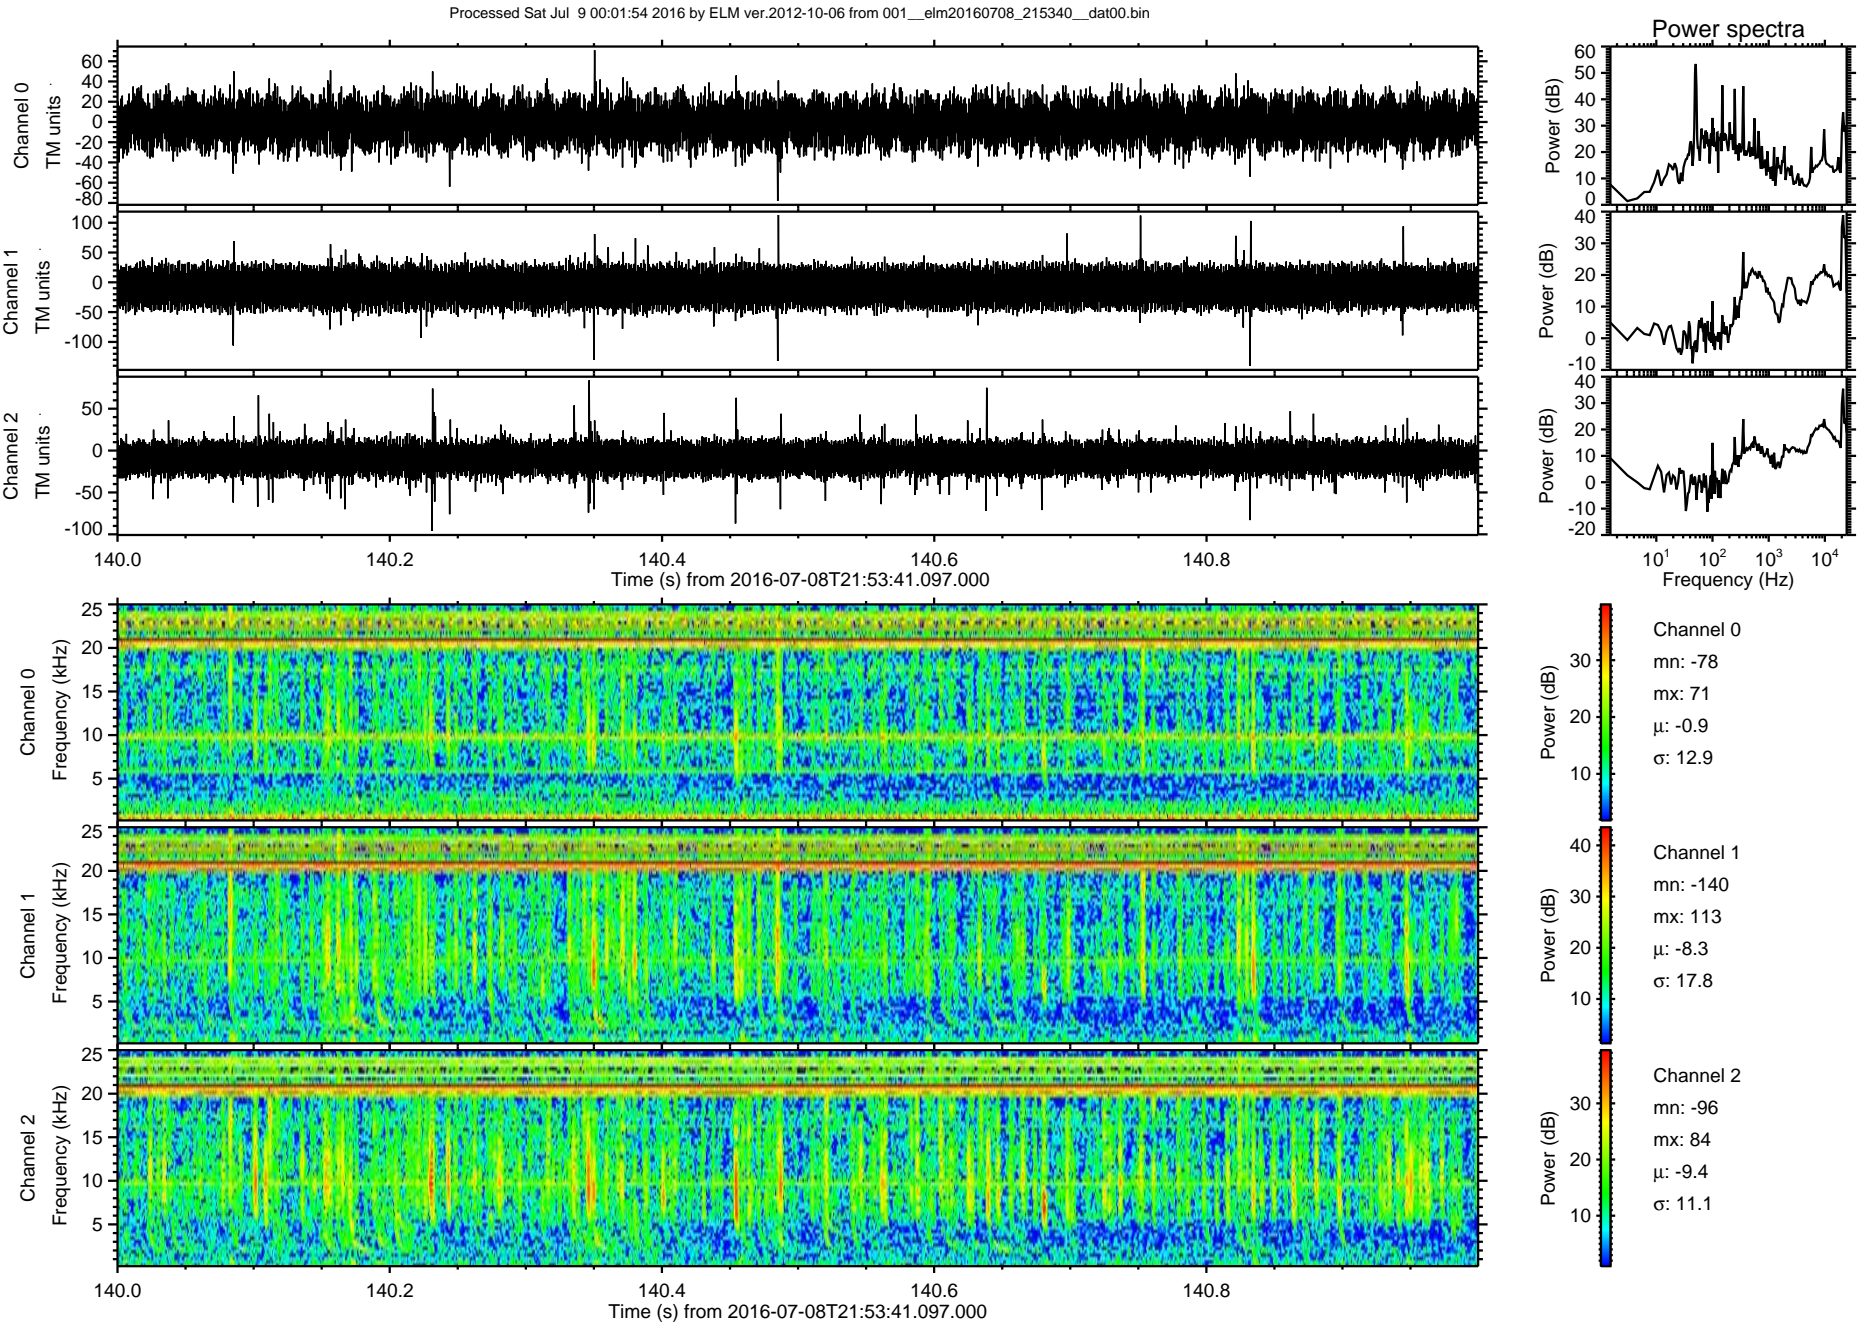 Processed Sat Jul  9 00:01:54 2016 by ELM ver.2012-10-06 from 001__elm20160708_215340__dat00.bin
Power spectra
Channel 0
TM units
60
40
20
0
-20
-40
-60
-80
Power (dB)
60
50
40
30
20
10
0
Channel 1
TM units
100
50
0
-50
-100
Power (dB)
40
30
20
10
0
-10
Channel 2
TM units
50
0
-50
-100
Power (dB)
40
30
20
10
0
-10
-20
140.0 140.2 140.4 140.6 140.8
Time (s) from 2016-07-08T21:53:41.097.000
10^1 10^2 10^3 10^4
Frequency (Hz)
Channel 0
Frequency (kHz)
25
20
15
10
5
Power (dB)
30
20
10
Channel 0
mn: -78
mx: 71
μ: -0.9
σ: 12.9
Channel 1
Frequency (kHz)
25
20
15
10
5
Power (dB)
40
30
20
10
Channel 1
mn: -140
mx: 113
μ: -8.3
σ: 17.8
Channel 2
Frequency (kHz)
25
20
15
10
5
Power (dB)
30
20
10
Channel 2
mn: -96
mx: 84
μ: -9.4
σ: 11.1
140.0 140.2 140.4 140.6 140.8
Time (s) from 2016-07-08T21:53:41.097.000